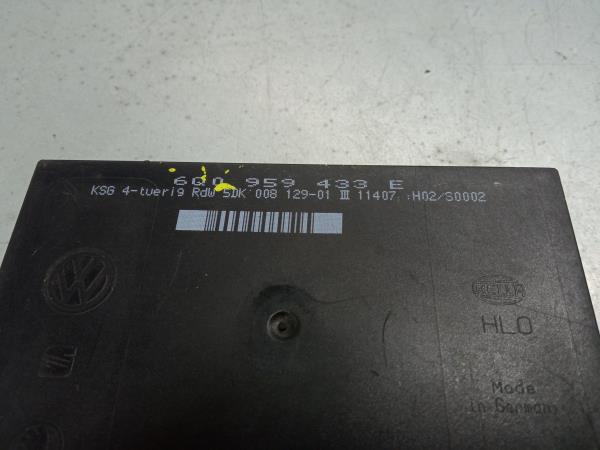 6Q0 959 433 E
KSG 4-tuerig RdW 5DK 008 129-01 III 11407 :H02/S0002
HELLA
HLO
Made
in Germany